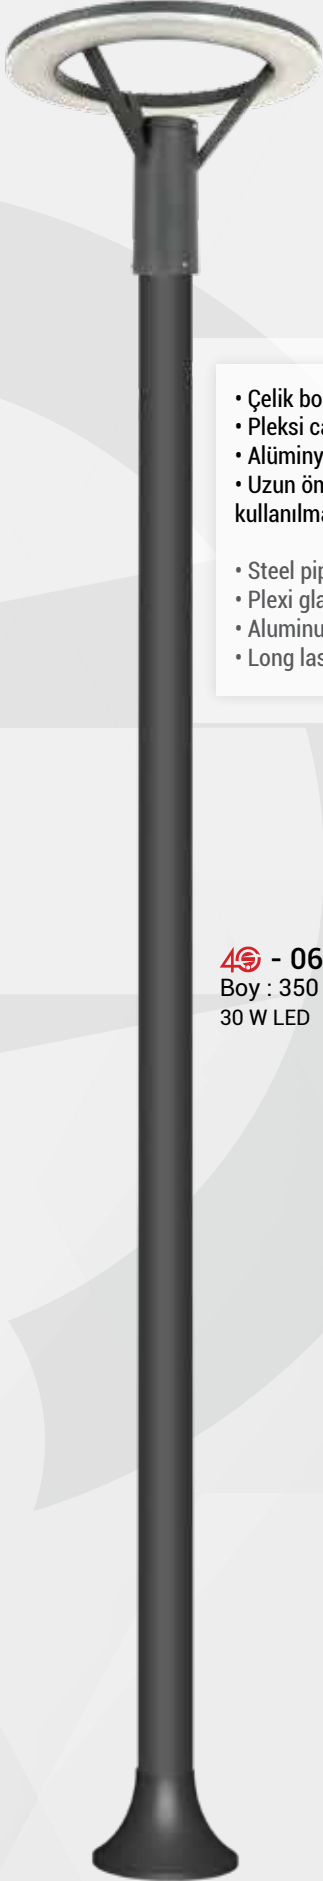 • Çelik bo
• Pleksi ca
• Alüminy
• Uzun öm
kullanılma
• Steel pip
• Plexi gla
• Aluminu
• Long las
- 06
Boy : 350
30 W LED